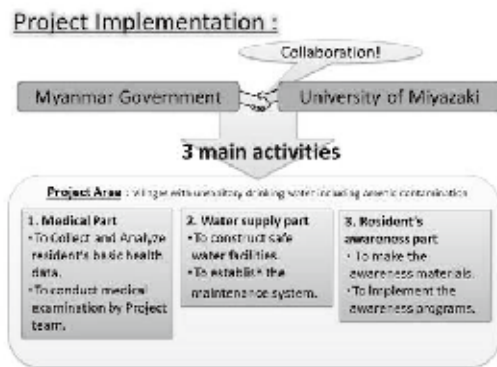 Project Implementation :
Collaboration!
Myanmar Government
University of Miyazaki
3 main activities
Project Area : villages with unsanitary drinking water including Arsenic contamination
1. Medical Part
•To Collect and Analyze
resident's basic health
data.
•To conduct medical
examination by Project
team.
2. Water supply part
•To construct safe
water facilities.
•To establish the
maintenance system.
3. Resident's
awareness part
• To make the
awareness materials.
•To implement the
awareness programs.